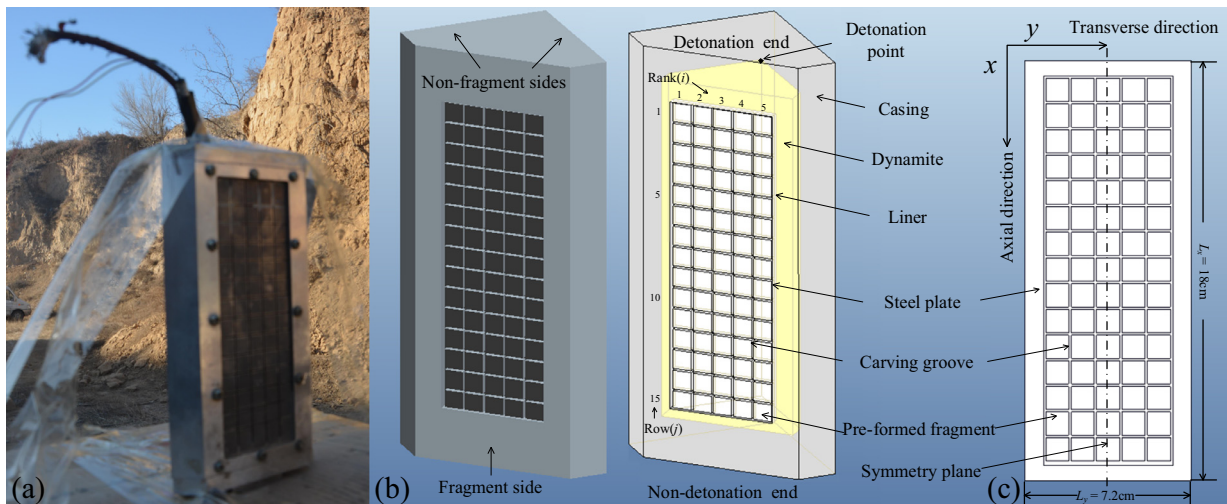 (a)
(b)
Non-fragment sides
Fragment side
Detonation end
Detonation
point
Rank(i)
1 2 3 4 5
1
5
10
15
Row(j)
Non-detonation end
Casing
Dynamite
Liner
Steel plate
Carving groove
Pre-formed fragment
Symmetry plane
(c)
y
Transverse direction
x
Axial direction
Lx = 18cm
Ly = 7.2cm